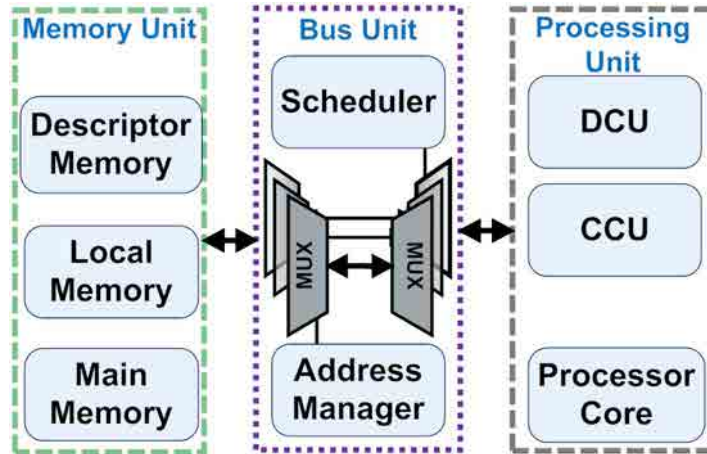 Memory Unit
Descriptor
Memory
Local
Memory
Main
Memory
Bus Unit
Scheduler
MUX
MUX
Address
Manager
Processing
Unit
DCU
CCU
Processor
Core